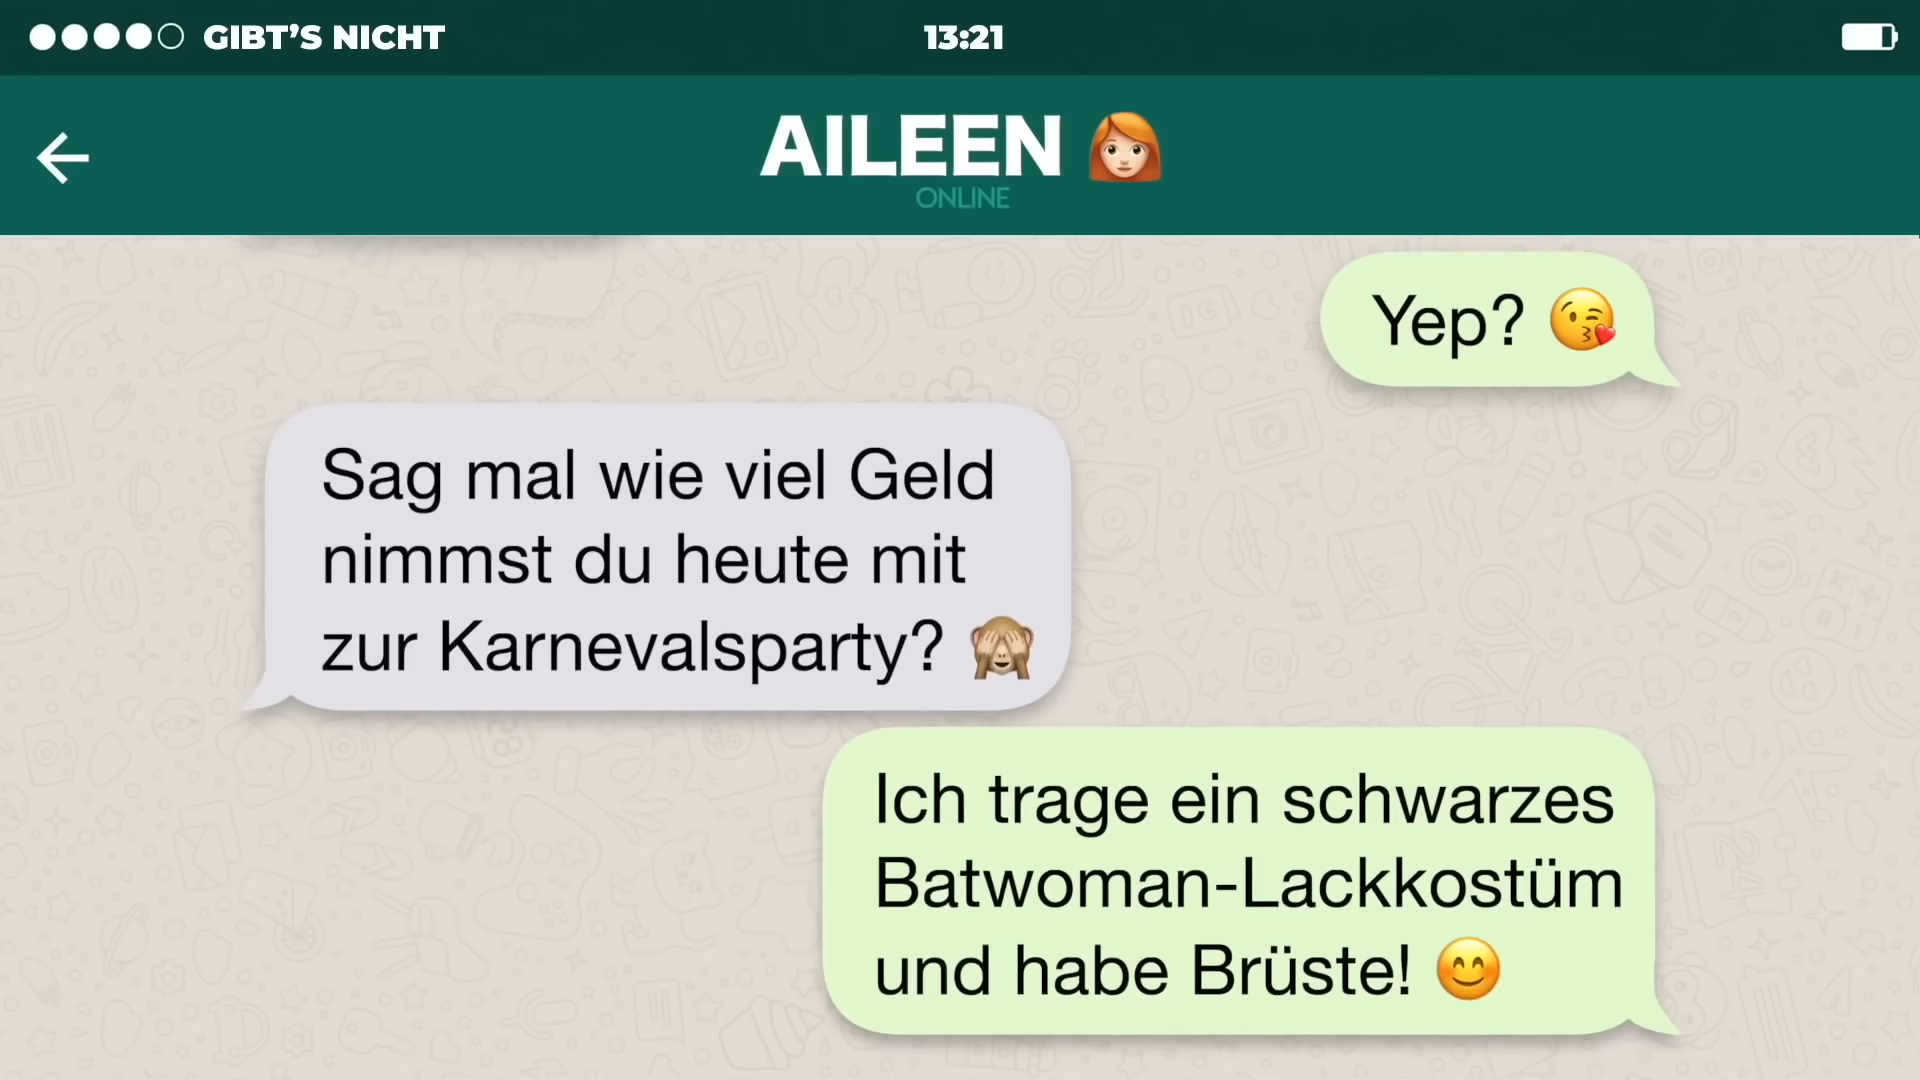 GIBT'S NICHT
13:21
AILEEN
ONLINE
Yep? 😘
Sag mal wie viel Geld
nimmst du heute mit
zur Karnevalsparty? 🙈
Ich trage ein schwarzes
Batwoman-Lackkostüm
und habe Brüste! 😊